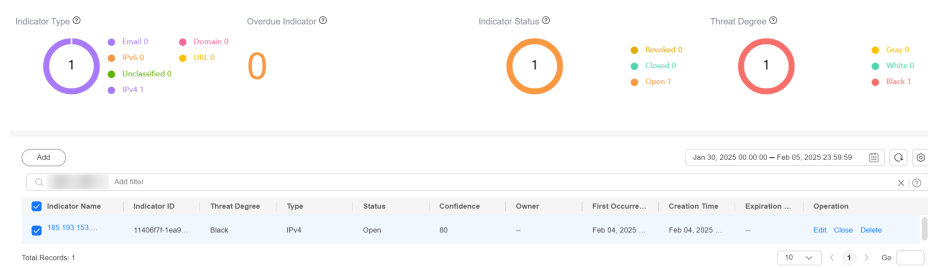 Indicator Type
Overdue Indicator
Indicator Status
Threat Degree
1
Email 0
Domain 0
IPv6 0
URL 0
Unclassified 0
IPv4 1
0
1
Revoked 0
Closed 0
Open 1
1
Gray 0
White 0
Black 1
Add
Jan 30, 2025 00:00:00 – Feb 05, 2025 23:59:59
Add filter
Indicator Name Indicator ID Threat Degree Type Status Confidence Owner First Occurre... Creation Time Expiration ... Operation
185.193.153.... 11406f7f-1ea9... Black IPv4 Open 80 -- Feb 04, 2025 ... Feb 04, 2025 ... -- Edit Close Delete
Total Records: 1
10 < 1 > Go